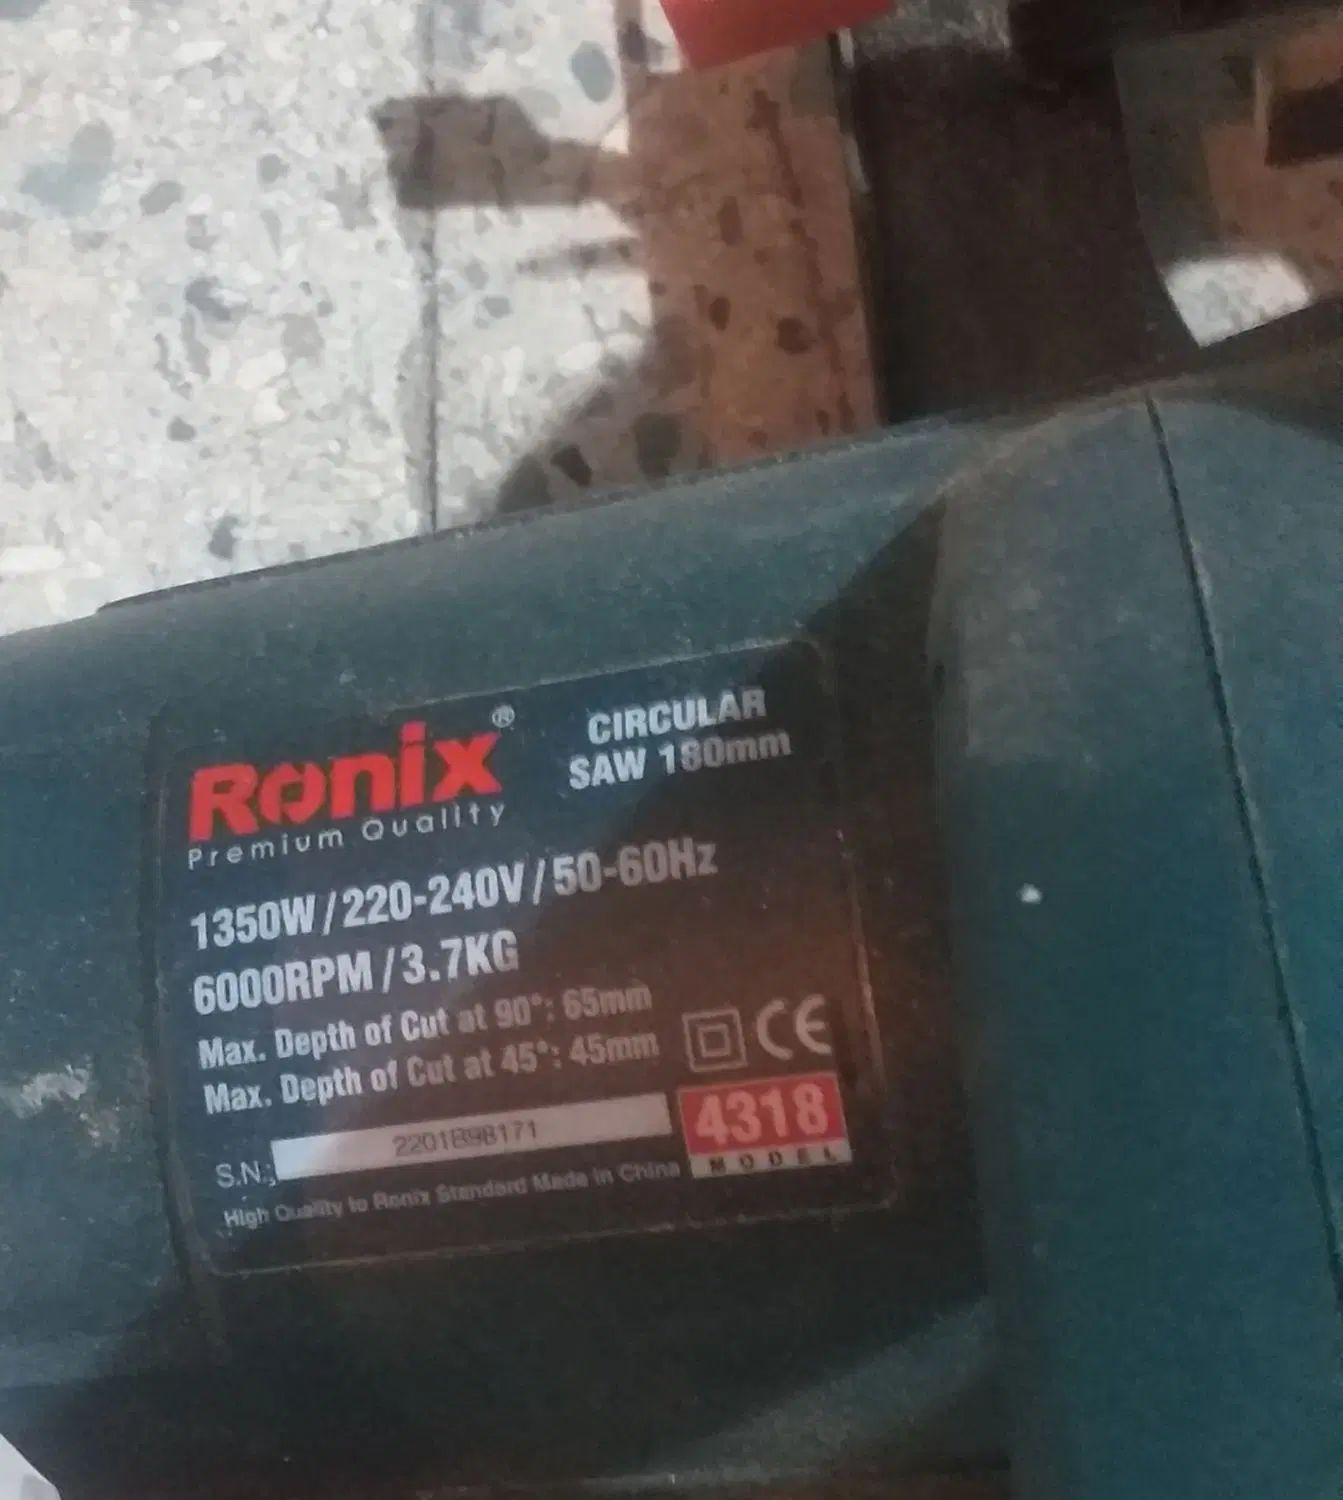 Ronix®
Premium Quality
CIRCULAR
SAW 180mm
1350W/220-240V/50-60Hz
6000RPM/3.7KG
Max. Depth of Cut at 90°: 65mm
Max. Depth of Cut at 45°: 45mm
CE
S.N.: 2201B98171
4318
MODEL
High Quality to Ronix Standard Made in China